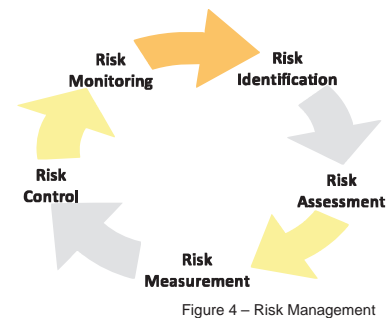 Risk
Monitoring
Risk
Identification
Risk
Assessment
Risk
Measurement
Risk
Control
Figure 4 – Risk Management